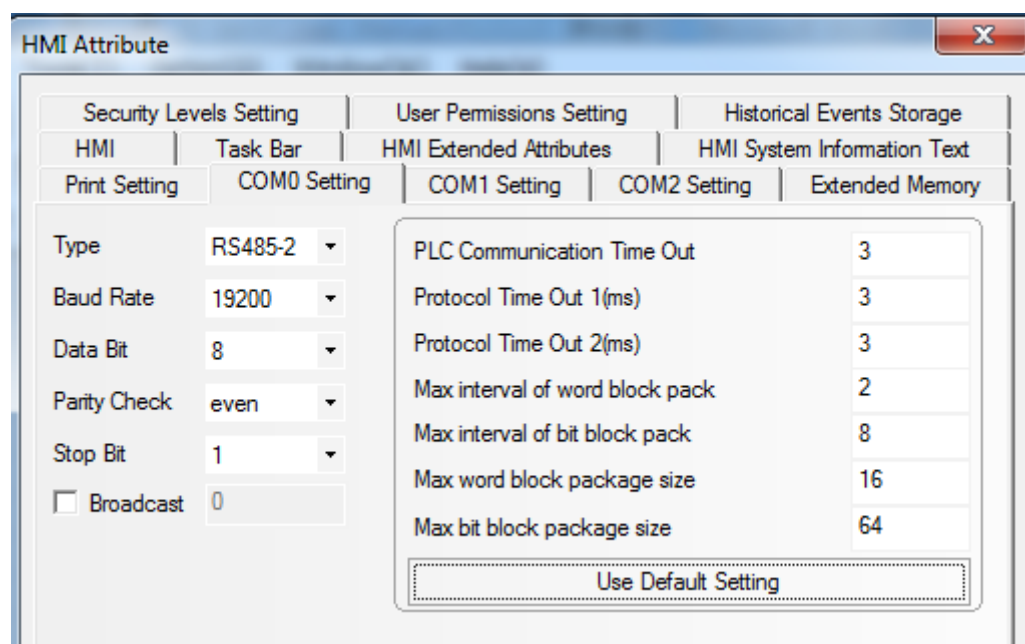 HMI Attribute
Security Levels Setting User Permissions Setting Historical Events Storage
HMI Task Bar HMI Extended Attributes HMI System Information Text
Print Setting COM0 Setting COM1 Setting COM2 Setting Extended Memory
Type RS485-2
Baud Rate 19200
Data Bit 8
Parity Check even
Stop Bit 1
Broadcast 0
PLC Communication Time Out 3
Protocol Time Out 1(ms) 3
Protocol Time Out 2(ms) 3
Max interval of word block pack 2
Max interval of bit block pack 8
Max word block package size 16
Max bit block package size 64
Use Default Setting